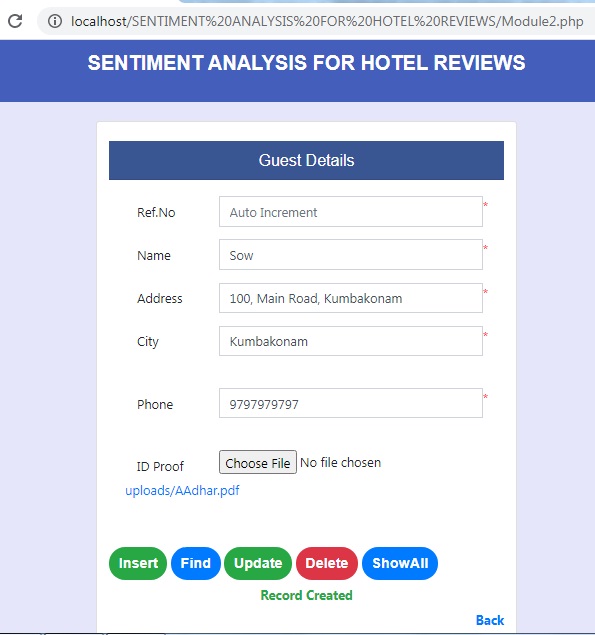 localhost/SENTIMENT%20ANALYSIS%20FOR%20HOTEL%20REVIEWS/Module2.php
SENTIMENT ANALYSIS FOR HOTEL REVIEWS
Guest Details
Ref.No Auto Increment *
Name Sow *
Address 100, Main Road, Kumbakonam *
City Kumbakonam *
Phone 9797979797 *
ID Proof Choose File No file chosen
uploads/AAdhar.pdf
Insert Find Update Delete ShowAll
Record Created
Back